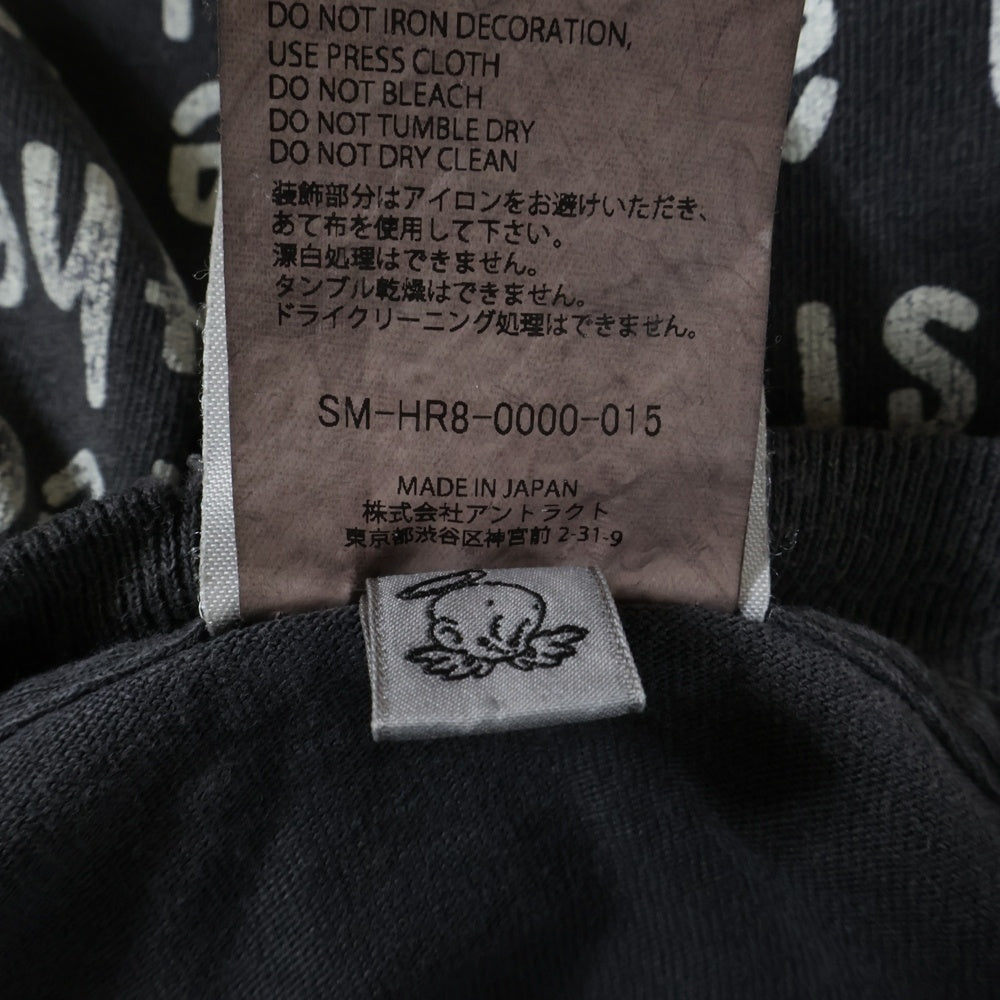 DO NOT IRON DECORATION,
USE PRESS CLOTH
DO NOT BLEACH
DO NOT TUMBLE DRY
DO NOT DRY CLEAN
装飾部分はアイロンをお避けいただき、
あて布を使用して下さい。
漂白処理はできません。
タンブル乾燥はできません。
ドライクリーニング処理はできません。
SM-HR8-0000-015
MADE IN JAPAN
株式会社アントラクト
東京都渋谷区神宮前 2-31-9
IS